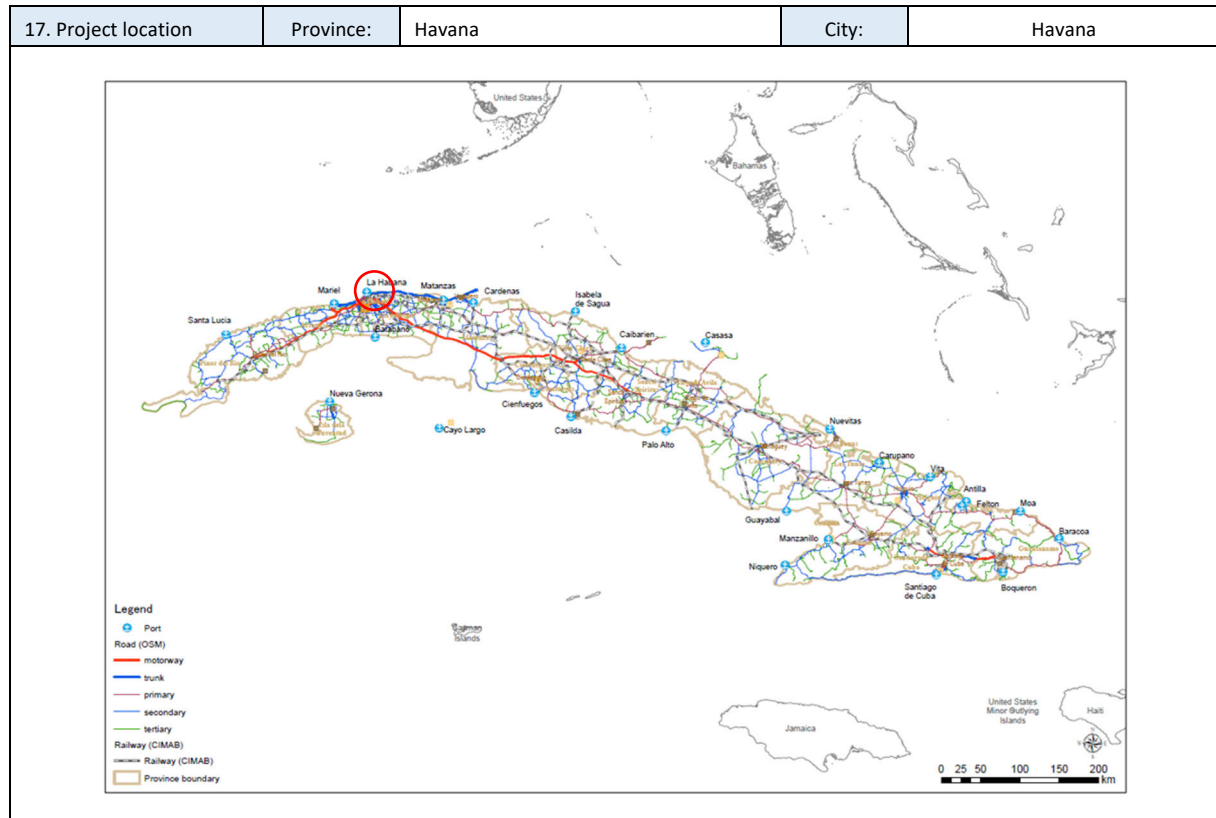 17. Project location Province: Havana City: Havana
United States
Bahamas
La Habana
Mariel
Matanzas
Cardenas
Isabela
de Sagua
Santa Lucia
Batabano
Caibarien
Casasa
Nueva Gerona
Cienfuegos
Cayo Largo
Casilda
Palo Alto
Nuevitas
Carupano
Vita
Antilla
Felton
Moa
Guayabal
Manzanillo
Baracoa
Niquero
Santiago
de Cuba
Boqueron
Legend
Port
Road (OSM)
motorway
trunk
primary
secondary
tertiary
Railway (CIMAB)
Railway (CIMAB)
Province boundary
Cayman
Islands
Jamaica
United States
Minor Outlying
Islands
Haiti
0 25 50 100 150 200
km